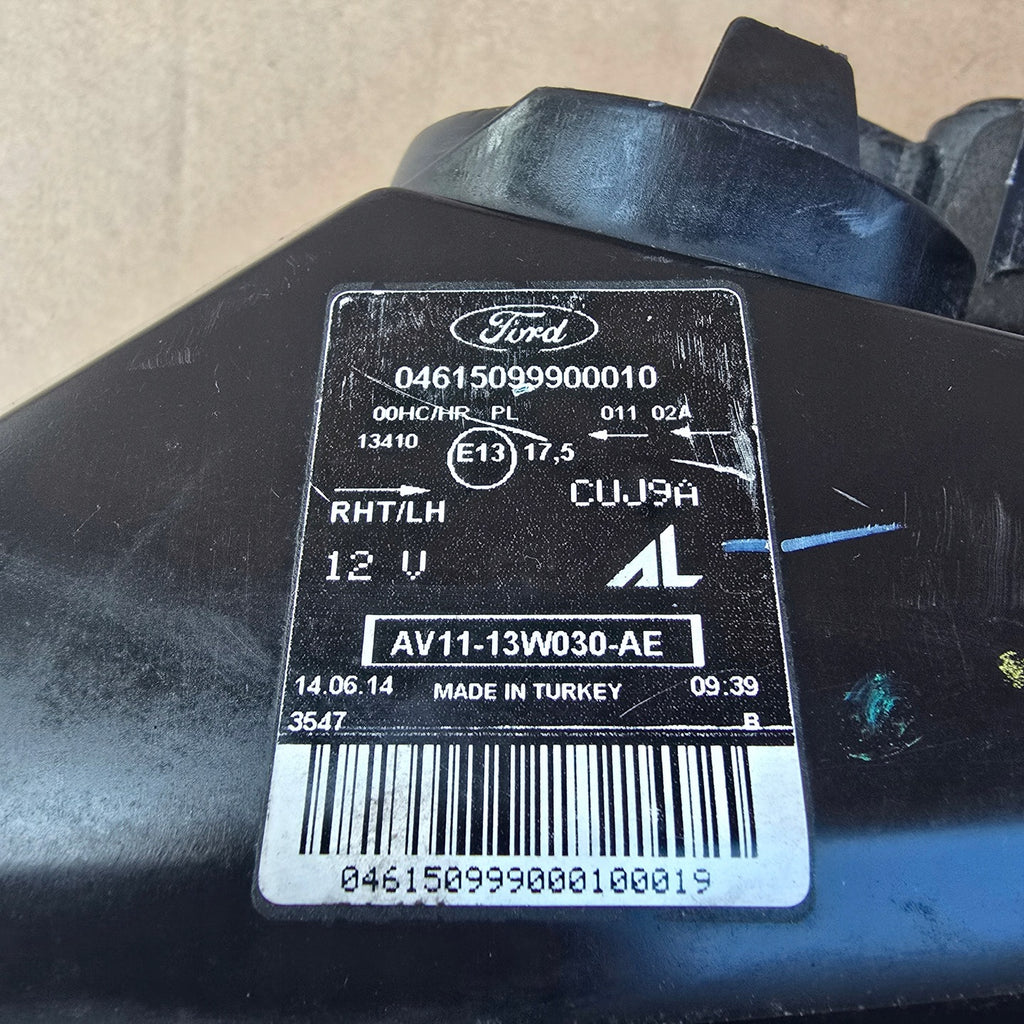 Ford
04615099900010
00HC/HR PL 011 02A
13410 E13 17,5
CUJ9A
RHT/LH
12 V
AL
AV11-13W030-AE
14.06.14 MADE IN TURKEY 09:39
3547 B
046150999000100019